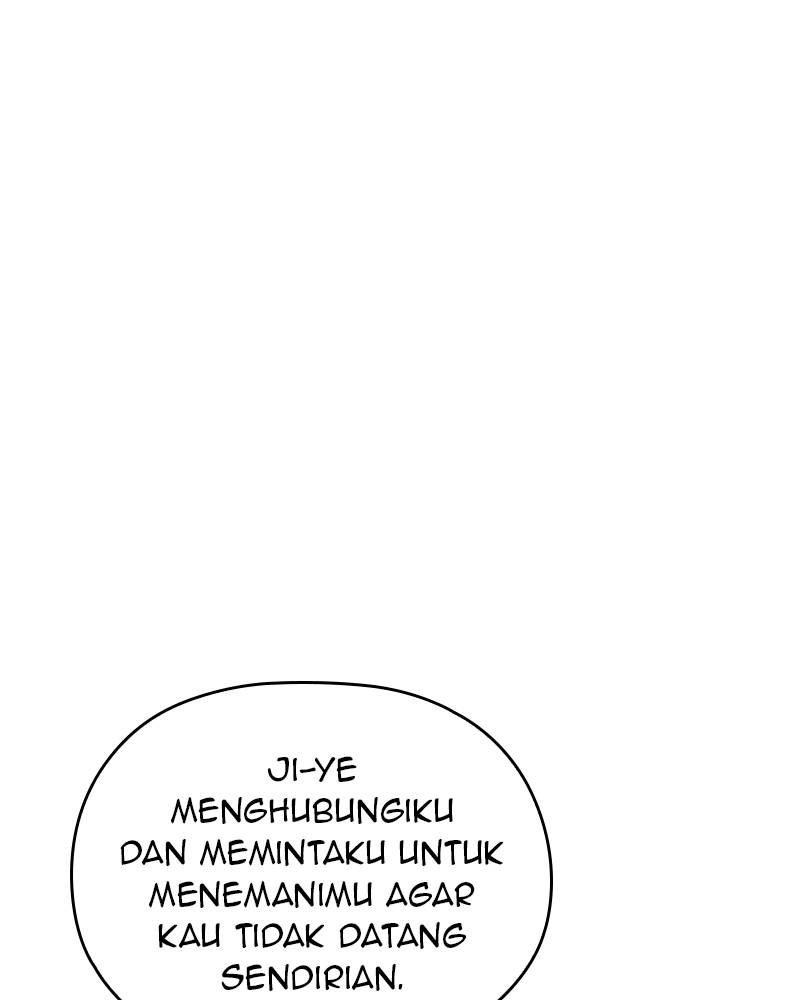 JI-YE
MENGHUBUNGIKU
DAN MEMINTAKU UNTUK
MENEMANIMU AGAR
KAU TIDAK DATANG
SENDIRIAN.